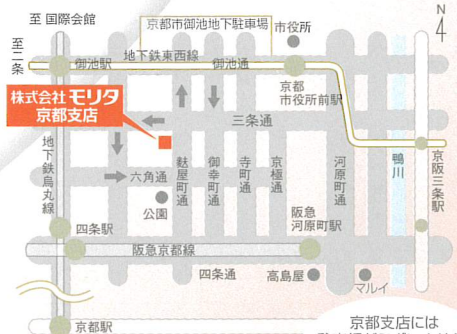 至 国際会館
京都市御池地下駐車場
市役所
N
至二条
地下鉄東西線
御池駅
御池通
京都
市役所前駅
株式会社 モリタ
京都支店
三条通
地下鉄烏丸線
六角通
公園
麩屋町通
御幸町通
寺町通
京極通
河原町通
鴨川
京阪三条駅
四条駅
阪急
河原町駅
阪急京都線
四条通
高島屋
マルイ
京都駅
京都支店には